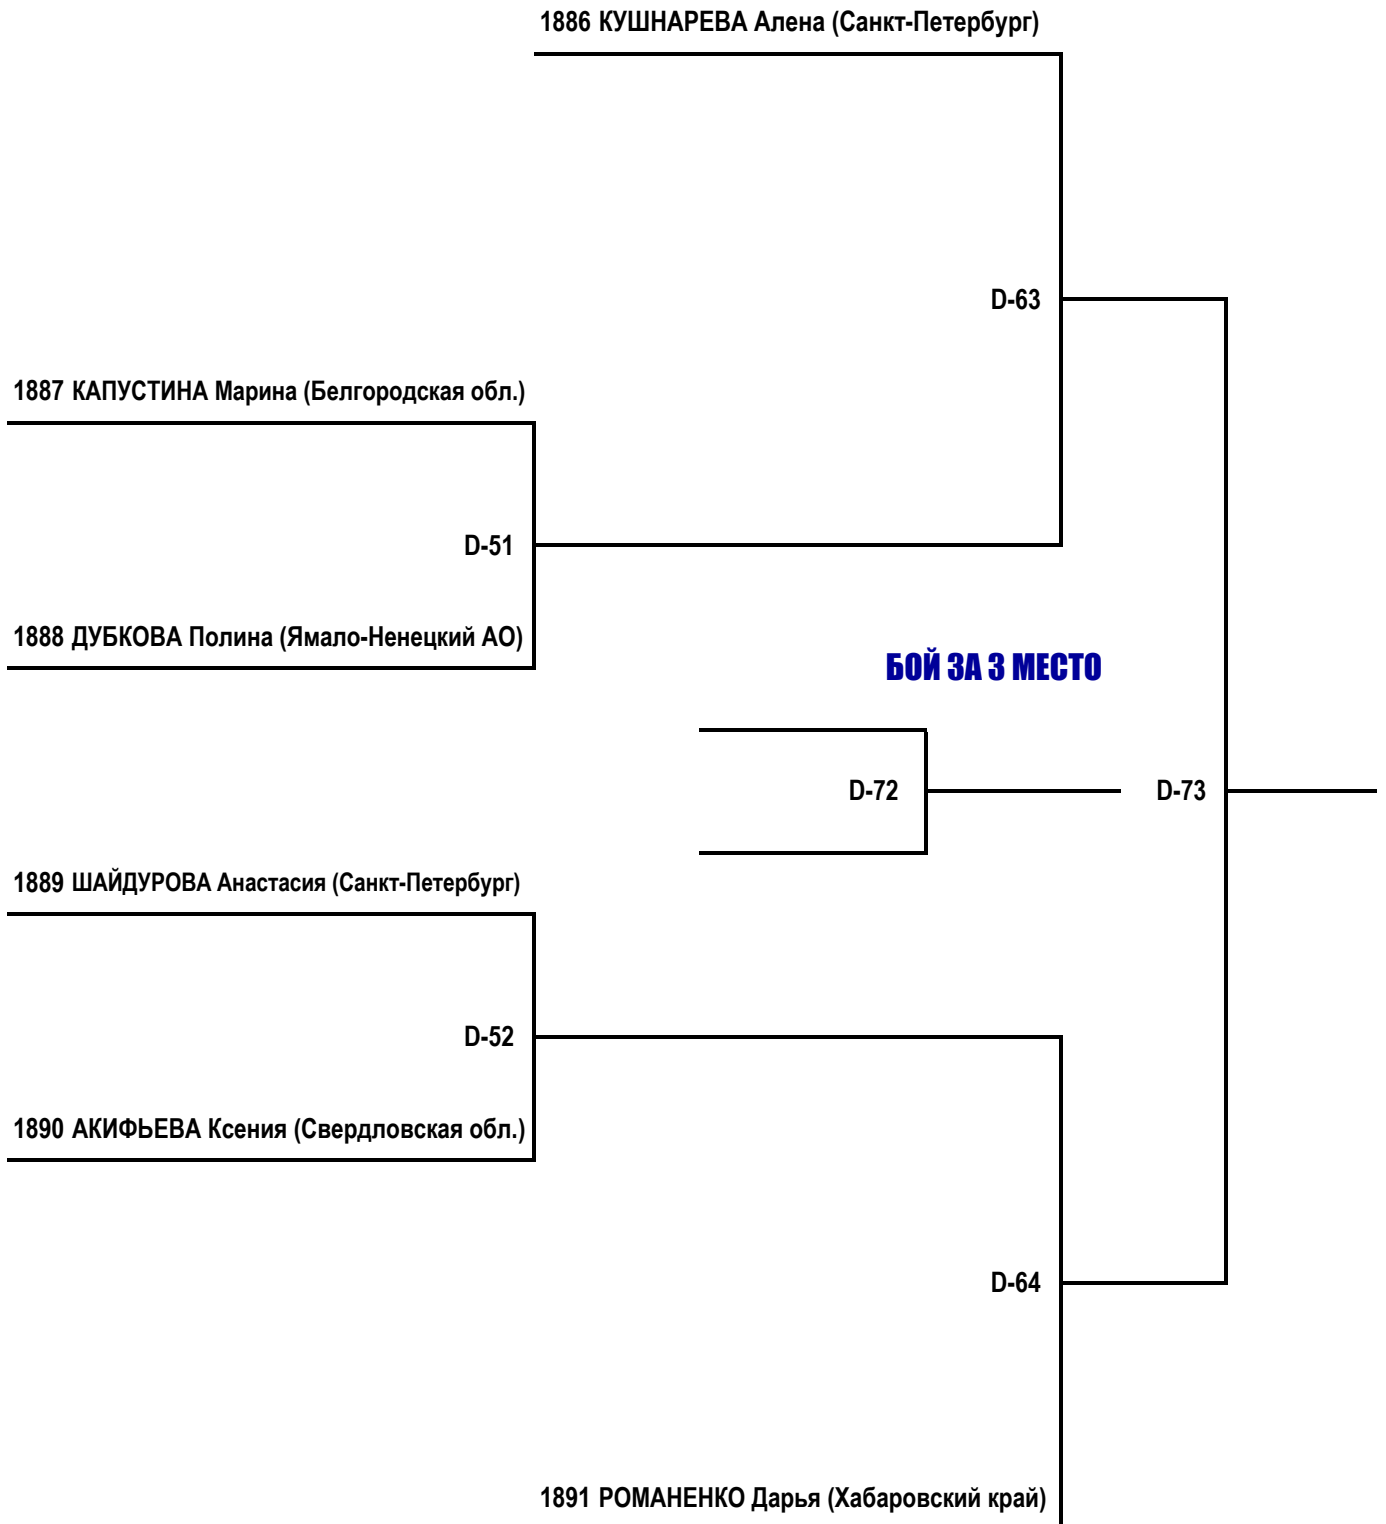 1886 КУШНАРЕВА Алена (Санкт-Петербург)
D-63
1887 КАПУСТИНА Марина (Белгородская обл.)
D-51
1888 ДУБКОВА Полина (Ямало-Ненецкий АО)
БОЙ ЗА 3 МЕСТО
D-72
D-73
1889 ШАЙДУРОВА Анастасия (Санкт-Петербург)
D-52
1890 АКИФЬЕВА Ксения (Свердловская обл.)
D-64
1891 РОМАНЕНКО Дарья (Хабаровский край)